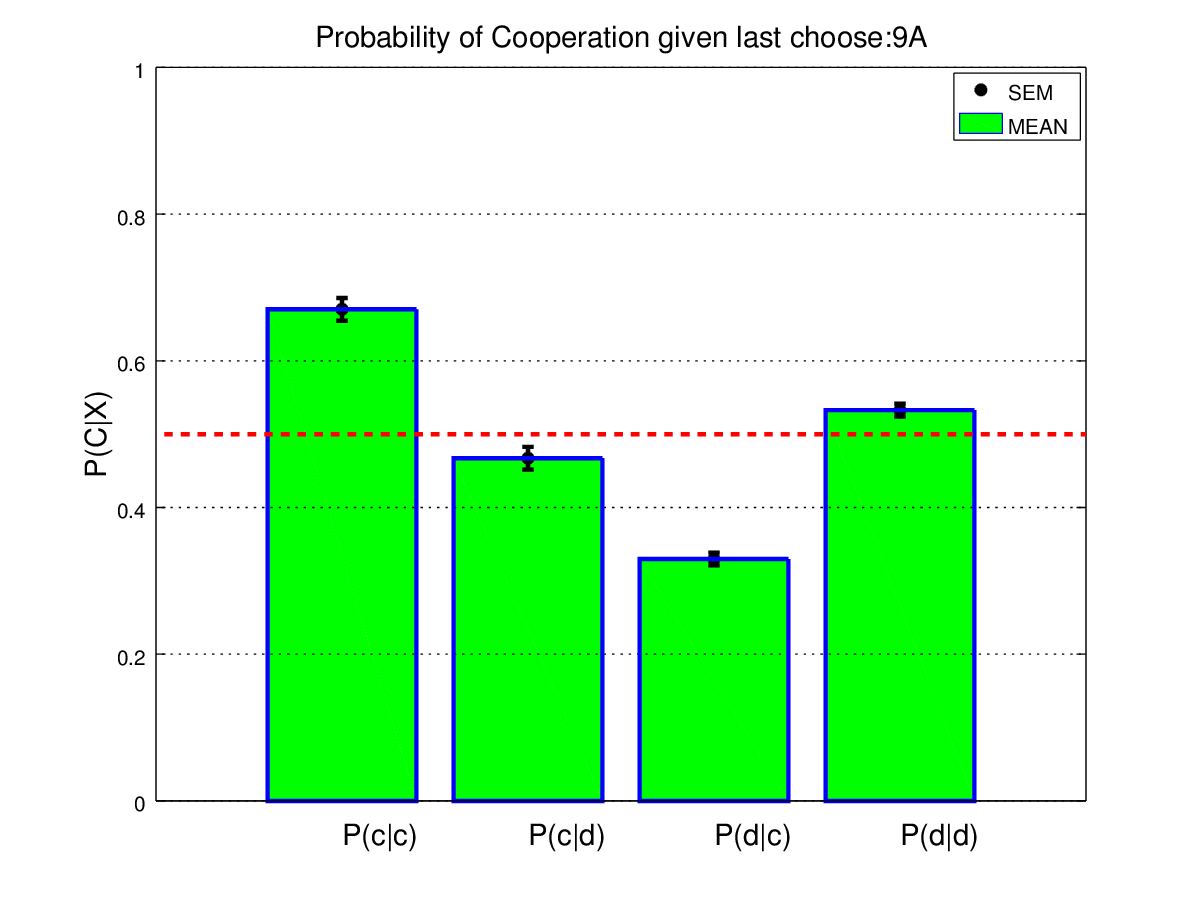 Probability of Cooperation given last choose:9A
SEM
MEAN
P(C|X)
1
0.8
0.6
0.4
0.2
0
P(c|c)
P(c|d)
P(d|c)
P(d|d)